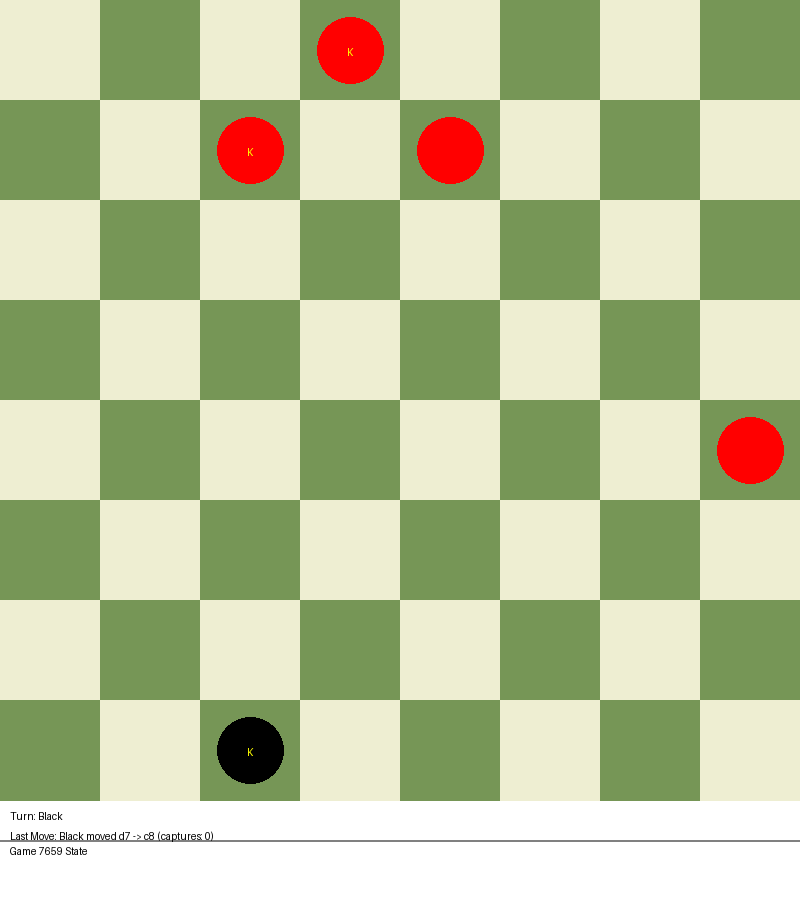 K
K
K
Turn: Black
Last Move: Black moved d7 -> c8 (captures: 0)
Game 7659 State